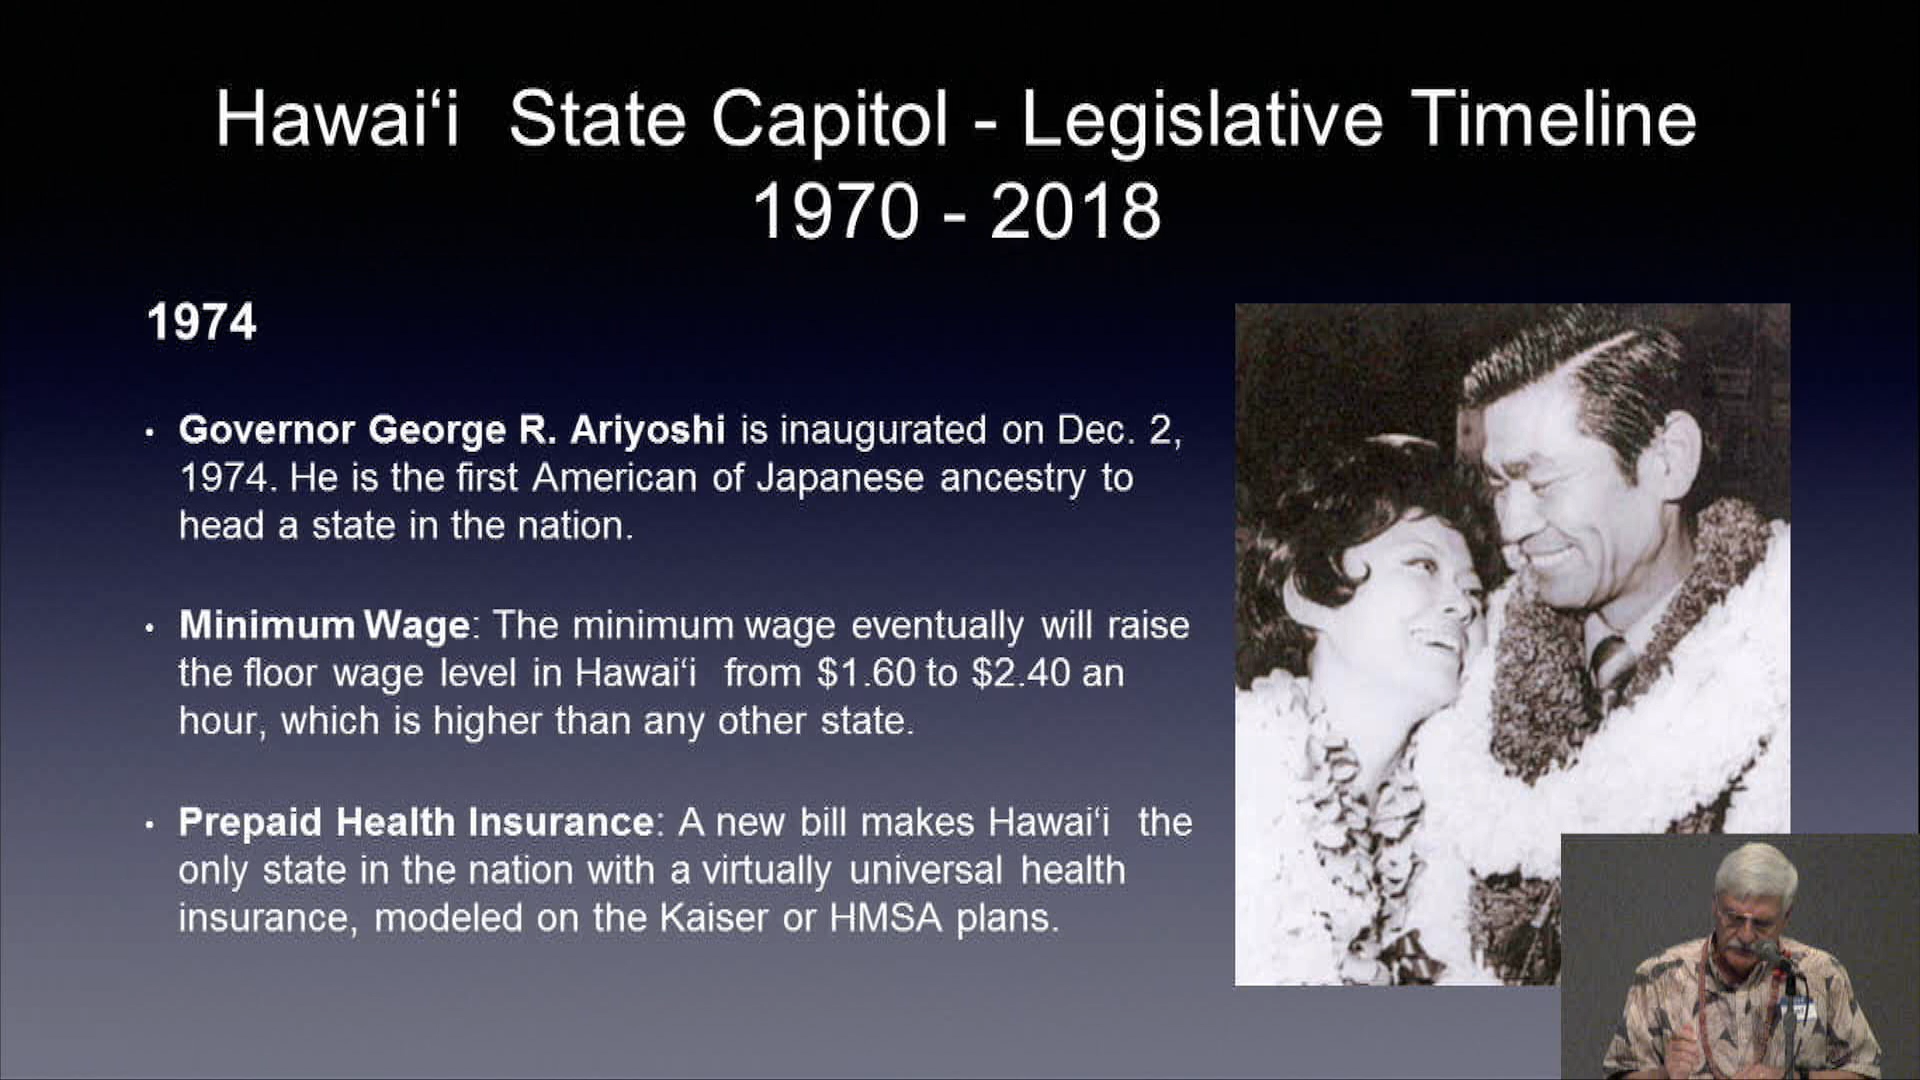 Hawaiʻi State Capitol - Legislative Timeline
1970 - 2018
1974
• Governor George R. Ariyoshi is inaugurated on Dec. 2,
1974. He is the first American of Japanese ancestry to
head a state in the nation.
• Minimum Wage: The minimum wage eventually will raise
the floor wage level in Hawaiʻi from $1.60 to $2.40 an
hour, which is higher than any other state.
• Prepaid Health Insurance: A new bill makes Hawaiʻi the
only state in the nation with a virtually universal health
insurance, modeled on the Kaiser or HMSA plans.